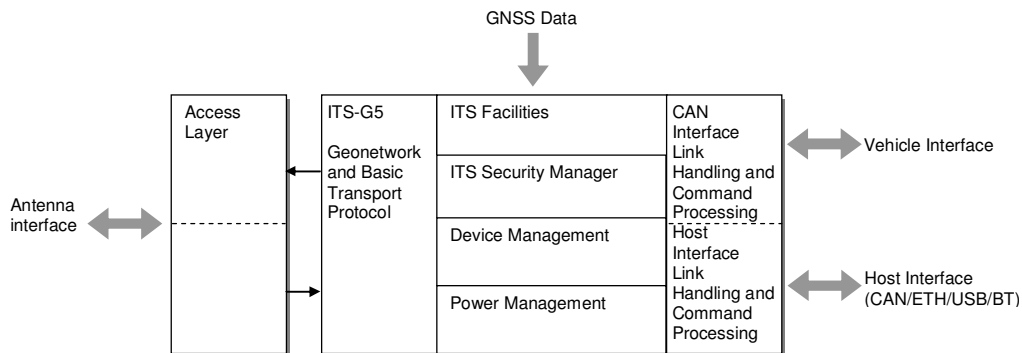 GNSS Data
Access
Layer
ITS-G5
Geonetwork
and Basic
Transport
Protocol
ITS Facilities
ITS Security Manager
Device Management
Power Management
CAN
Interface
Link
Handling and
Command
Processing
Host
Interface
Link
Handling and
Command
Processing
Antenna
interface
Vehicle Interface
Host Interface
(CAN/ETH/USB/BT)